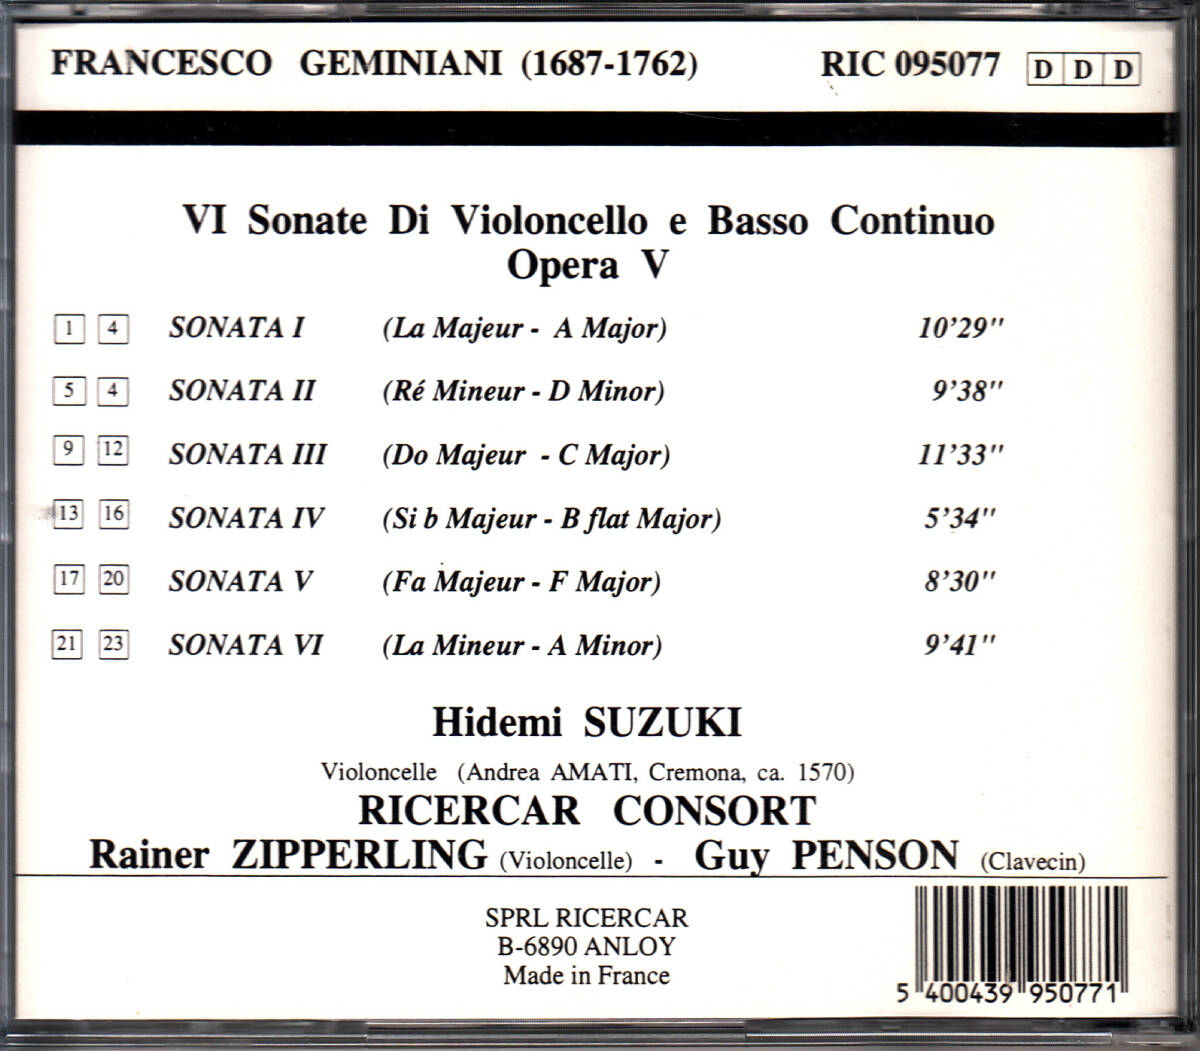 FRANCESCO GEMINIANI (1687-1762) RIC 095077 D D D
VI Sonate Di Violoncello e Basso Continuo
Opera V
1 4 SONATA I (La Majeur - A Major) 10'29"
5 4 SONATA II (Ré Mineur - D Minor) 9'38"
9 12 SONATA III (Do Majeur - C Major) 11'33"
13 16 SONATA IV (Si b Majeur - B flat Major) 5'34"
17 20 SONATA V (Fa Majeur - F Major) 8'30"
21 23 SONATA VI (La Mineur - A Minor) 9'41"
Hidemi SUZUKI
Violoncelle (Andrea AMATI, Cremona, ca. 1570)
RICERCAR CONSORT
Rainer ZIPPERLING (Violoncelle) - Guy PENSON (Clavecin)
SPRL RICERCAR
B-6890 ANLOY
Made in France
5 400439 950771